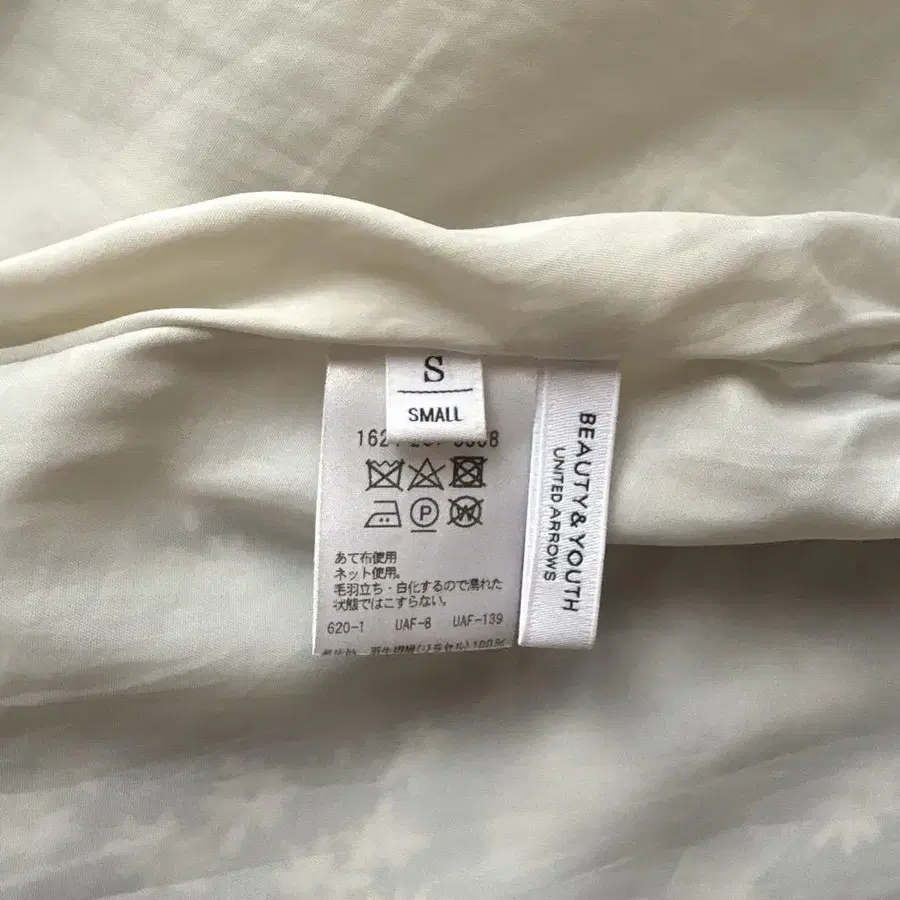 S
SMALL
あて布使用
ネット使用。
毛羽立ち・白化するので濡れた
状態ではこすらない。
620-1 UAF-8 UAF-139
100%
BEAUTY & YOUTH
UNITED ARROWS